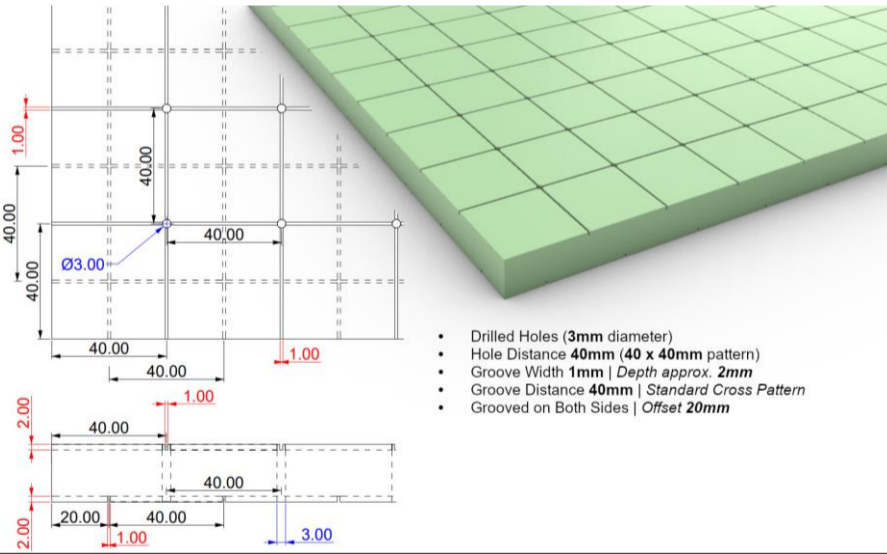 1.00
40.00
40.00
40.00
Ø3.00
40.00
40.00
1.00
40.00
• Drilled Holes (3mm diameter)
• Hole Distance 40mm (40 x 40mm pattern)
• Groove Width 1mm | Depth approx. 2mm
• Groove Distance 40mm | Standard Cross Pattern
• Grooved on Both Sides | Offset 20mm
1.00
2.00
40.00
40.00
2.00
20.00
40.00
1.00
3.00